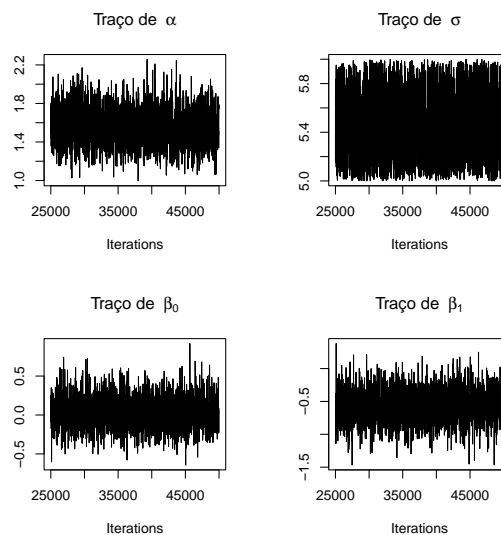 Traço de α
1.0 1.4 1.8 2.2
25000 35000 45000
Iterations
Traço de σ
5.0 5.4 5.8
25000 35000 45000
Iterations
Traço de β₀
−0.5 0.0 0.5
25000 35000 45000
Iterations
Traço de β₁
−1.5 −0.5
25000 35000 45000
Iterations